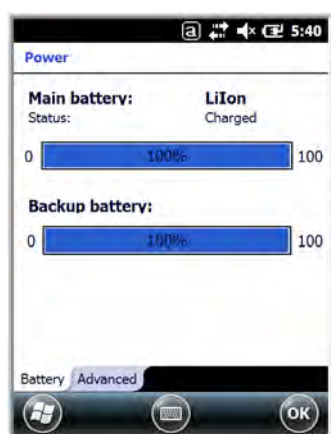 a 5:40
Power
Main battery: LiIon
Status: Charged
0 100% 100
Backup battery:
0 100% 100
Battery Advanced
OK